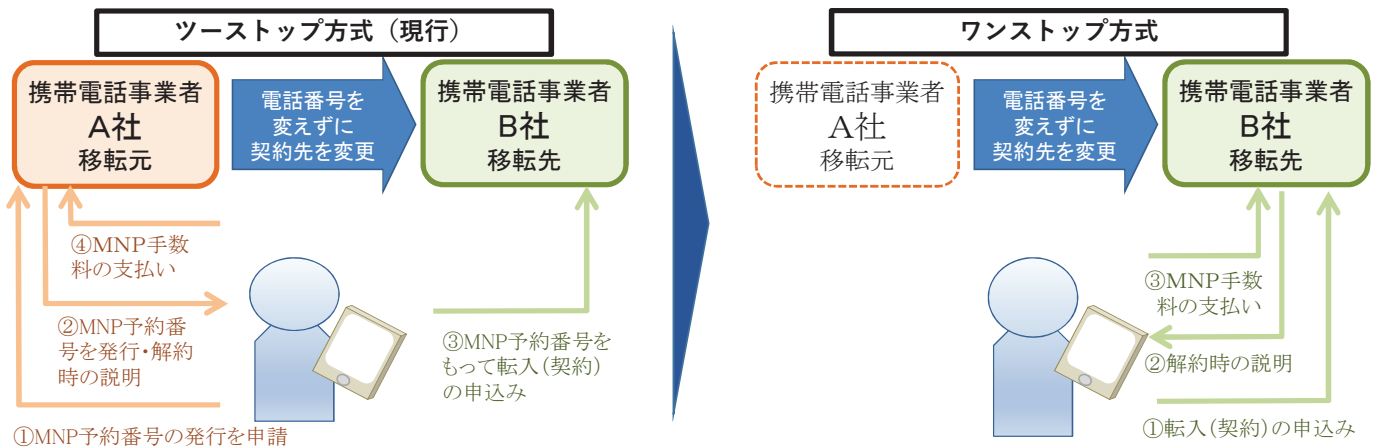 ツーストップ方式（現行）
携帯電話事業者
A社
移転元
電話番号を
変えずに
契約先を変更
携帯電話事業者
B社
移転先
④MNP手数
料の支払い
②MNP予約番
号を発行・解約
時の説明
③MNP予約番号を
もって転入（契約）
の申込み
①MNP予約番号の発行を申請
ワンストップ方式
携帯電話事業者
A社
移転元
電話番号を
変えずに
契約先を変更
携帯電話事業者
B社
移転先
③MNP手数
料の支払い
②解約時の説明
①転入（契約）の申込み